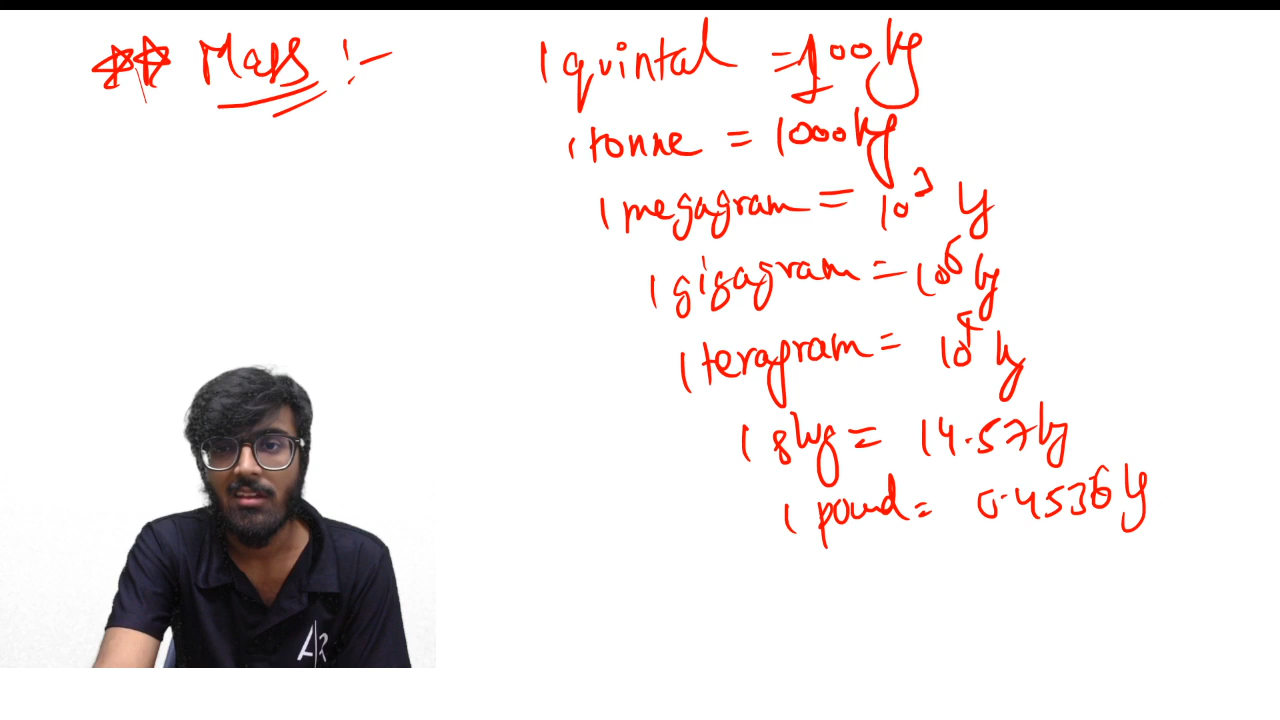 ** Mass :-
1 quintal = 100 kg
1 tonne = 1000 kg
1 megagram = 10³ kg
1 gigagram = 10⁶ kg
1 teragram = 10⁹ kg
1 slug = 14.57 kg
1 pound = 0.4536 kg